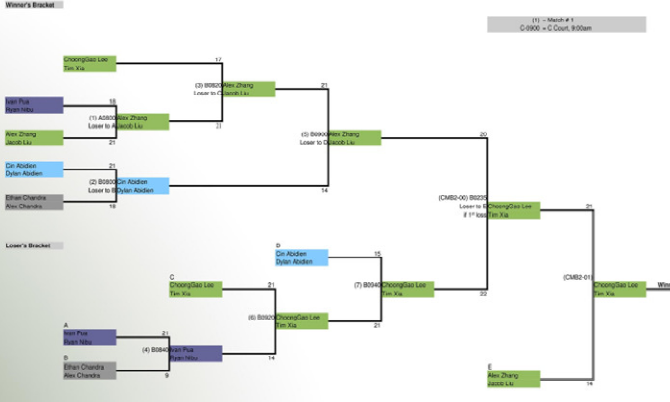 Winner's Bracket
(1) = Match # 1
C-0900 = C Court, 9:00am
ChoongGao Lee
Tim Xia
17
(3) B0820 Alex Zhang
Loser to C Jacob Liu
21
Ivan Pua
Ryan Nibu
(1) A0800 Alex Zhang
Loser to A Jacob Liu
Alex Zhang
Jacob Liu
21
(5) B0900 Alex Zhang
Loser to D Jacob Liu
20
Cin Abidien
Dylan Abidien
21
(2) B0800 Cin Abidien
Loser to B Dylan Abidien
14
Ethan Chandra
Alex Chandra
(CMB2-00) B0235
Loser to E ChoongGao Lee
if 1st loss Tim Xia
21
Loser's Bracket
D
Cin Abidien
Dylan Abidien
15
C
ChoongGao Lee
Tim Xia
21
(7) B0940 ChoongGao Lee
Tim Xia
22
(CMB2-01)
ChoongGao Lee
Tim Xia
(6) B0920 ChoongGao Lee
Tim Xia
21
A
Ivan Pua
Ryan Nibu
21
(4) B0840 Ivan Pua
Ryan Nibu
14
B
Ethan Chandra
Alex Chandra
9
E
Alex Zhang
Jacob Liu
14